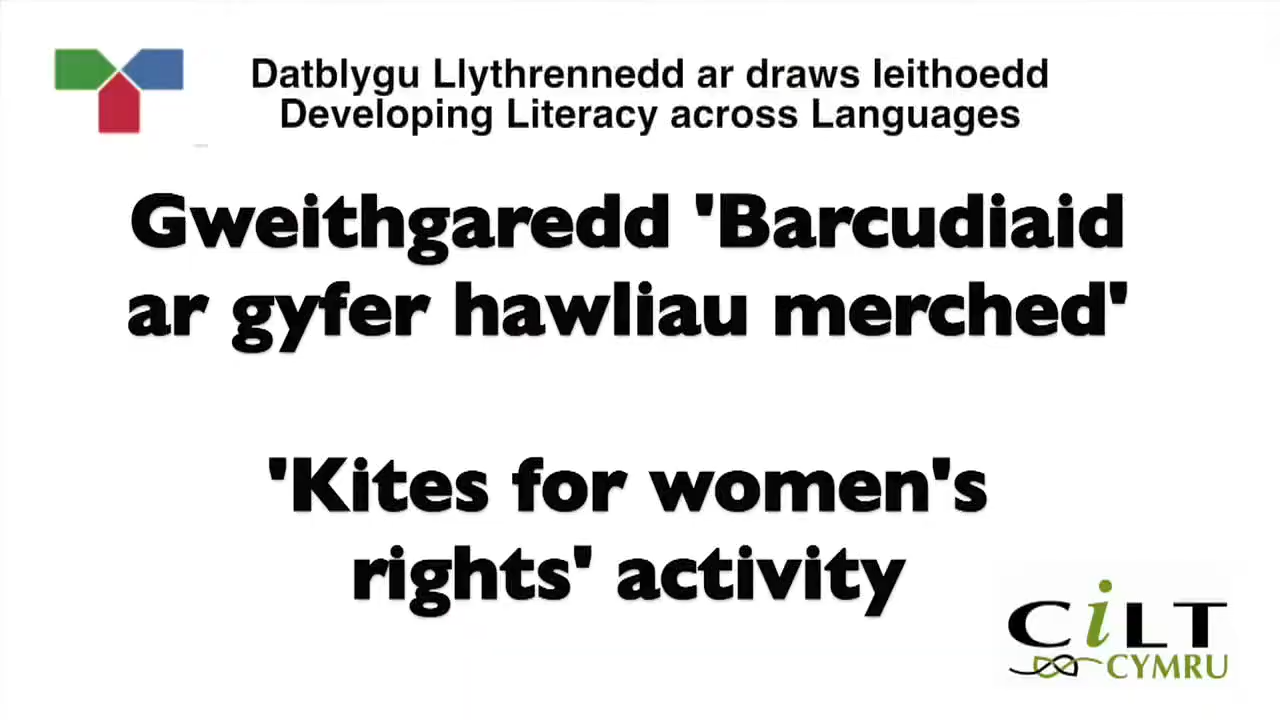 Datblygu Llythrennedd ar draws Ieithoedd
Developing Literacy across Languages
Gweithgaredd 'Barcudiaid
ar gyfer hawliau merched'
'Kites for women's
rights' activity
CiLT
CYMRU